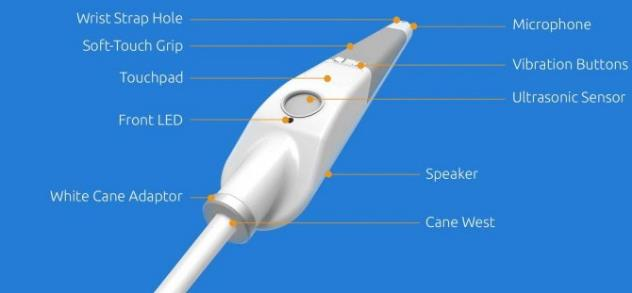 Wrist Strap Hole
Soft-Touch Grip
Touchpad
Front LED
White Cane Adaptor
Microphone
Vibration Buttons
Ultrasonic Sensor
Speaker
Cane West